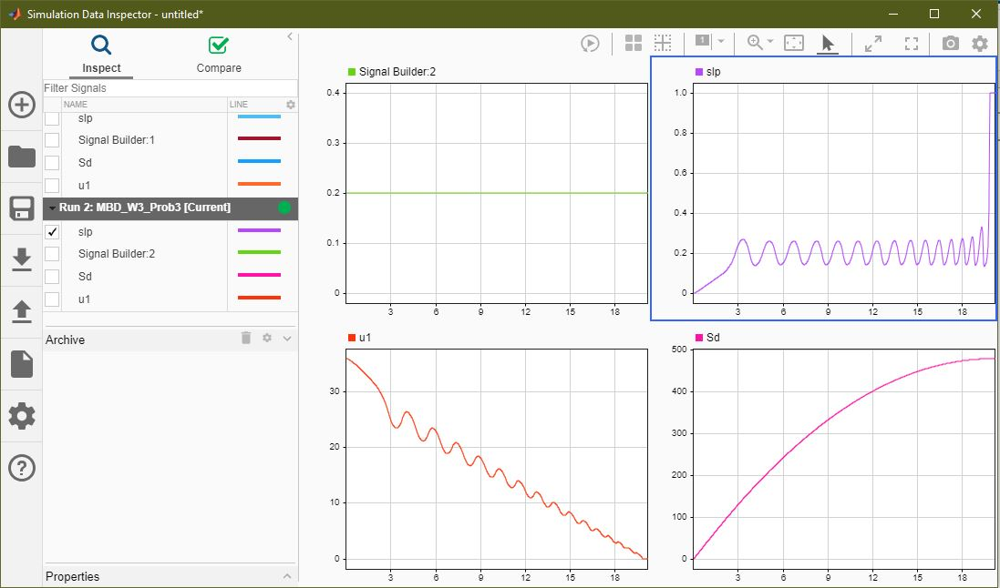 Simulation Data Inspector - untitled*
Inspect
Compare
Filter Signals
NAME
LINE
slp
Signal Builder:1
Sd
u1
Run 2: MBD_W3_Prob3 [Current]
slp
Signal Builder:2
Sd
u1
Archive
Properties
1
Signal Builder:2
0.4
0.3
0.2
0.1
0
3 6 9 12 15 18
slp
1.0
0.8
0.6
0.4
0.2
0
3 6 9 12 15 18
u1
30
20
10
0
3 6 9 12 15 18
Sd
500
400
300
200
100
0
3 6 9 12 15 18